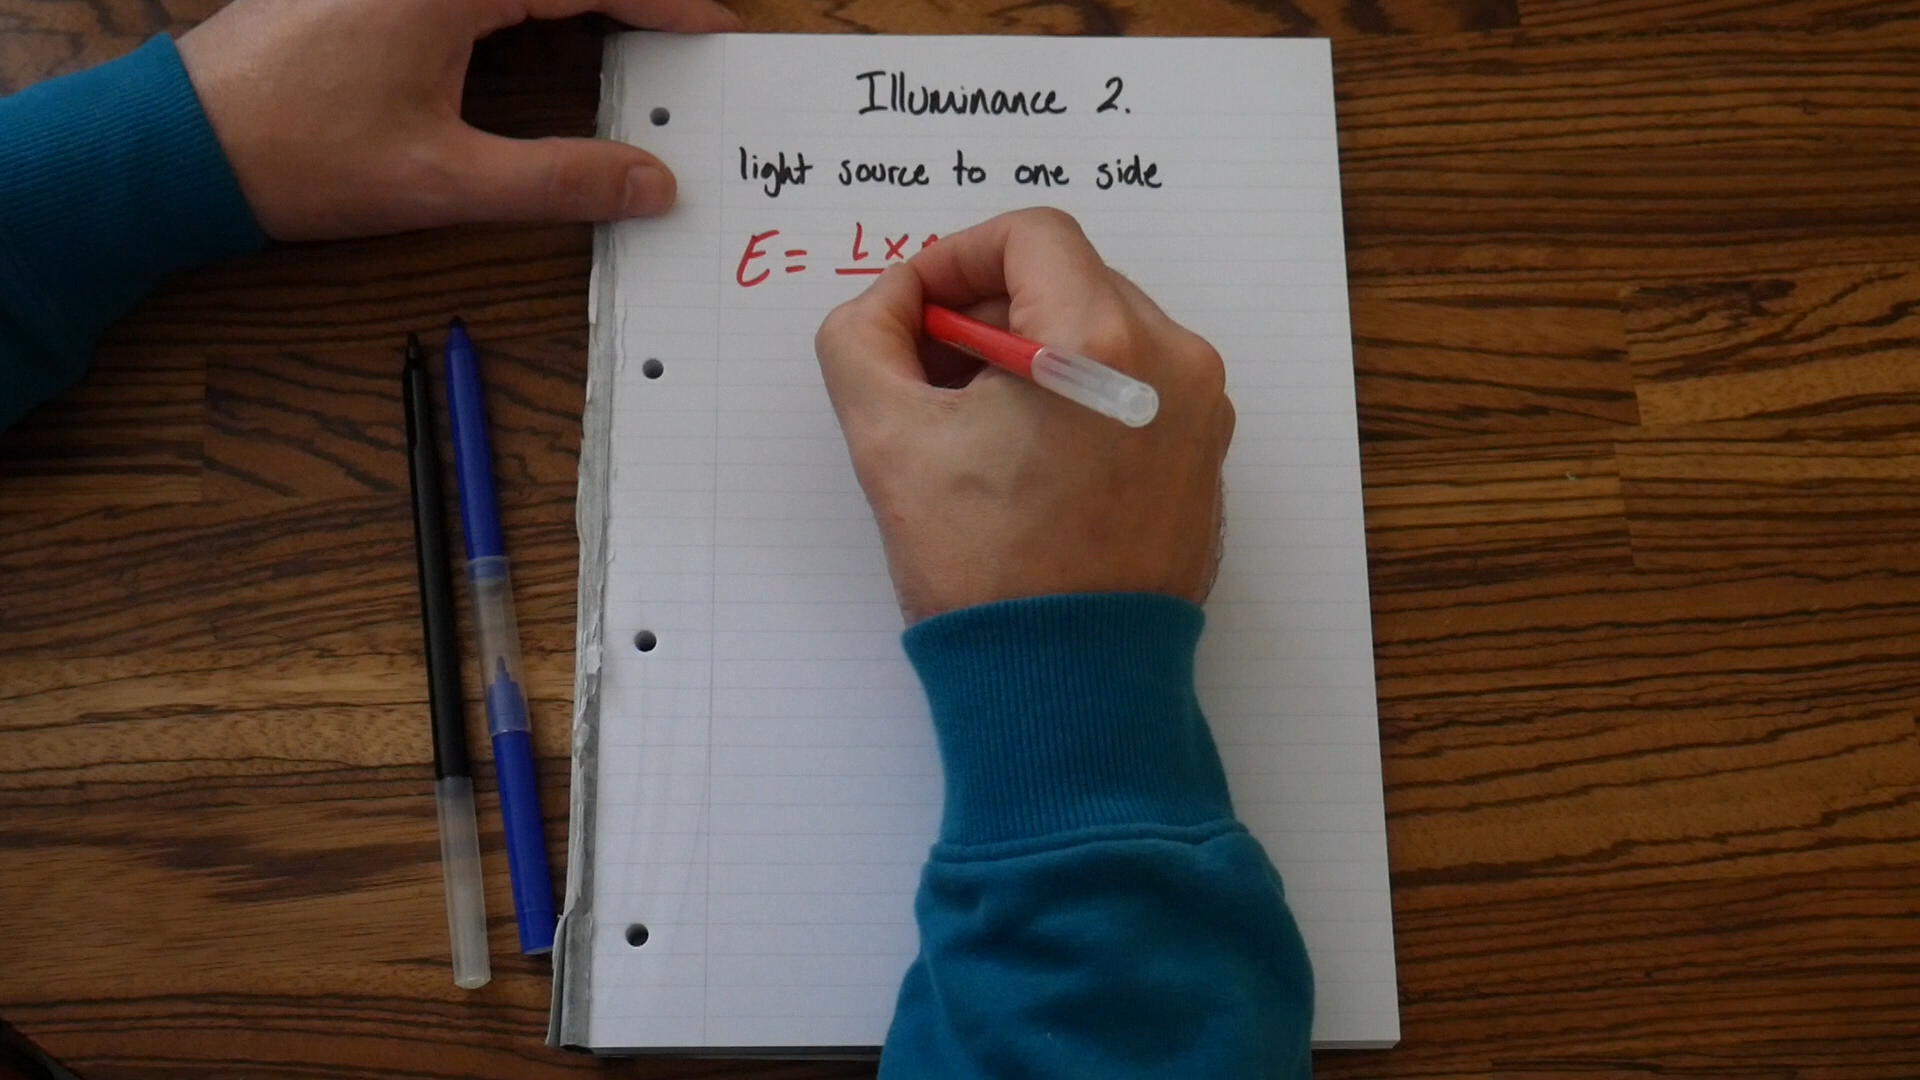 Illuminance 2.
light source to one side
E = L x